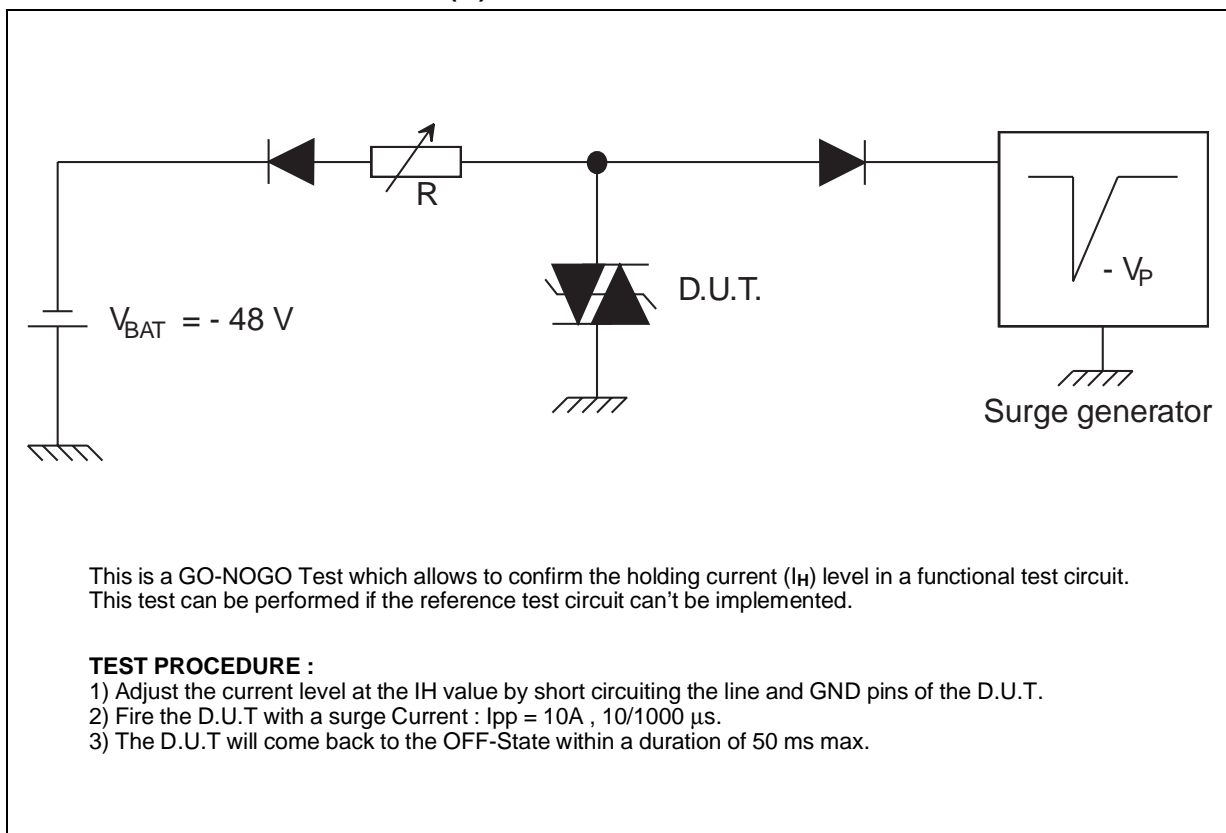 R
D.U.T.
V_BAT = - 48 V
- V_P
Surge generator
This is a GO-NOGO Test which allows to confirm the holding current (I_H) level in a functional test circuit.
This test can be performed if the reference test circuit can't be implemented.
TEST PROCEDURE :
1) Adjust the current level at the IH value by short circuiting the line and GND pins of the D.U.T.
2) Fire the D.U.T with a surge Current : Ipp = 10A , 10/1000 μs.
3) The D.U.T will come back to the OFF-State within a duration of 50 ms max.